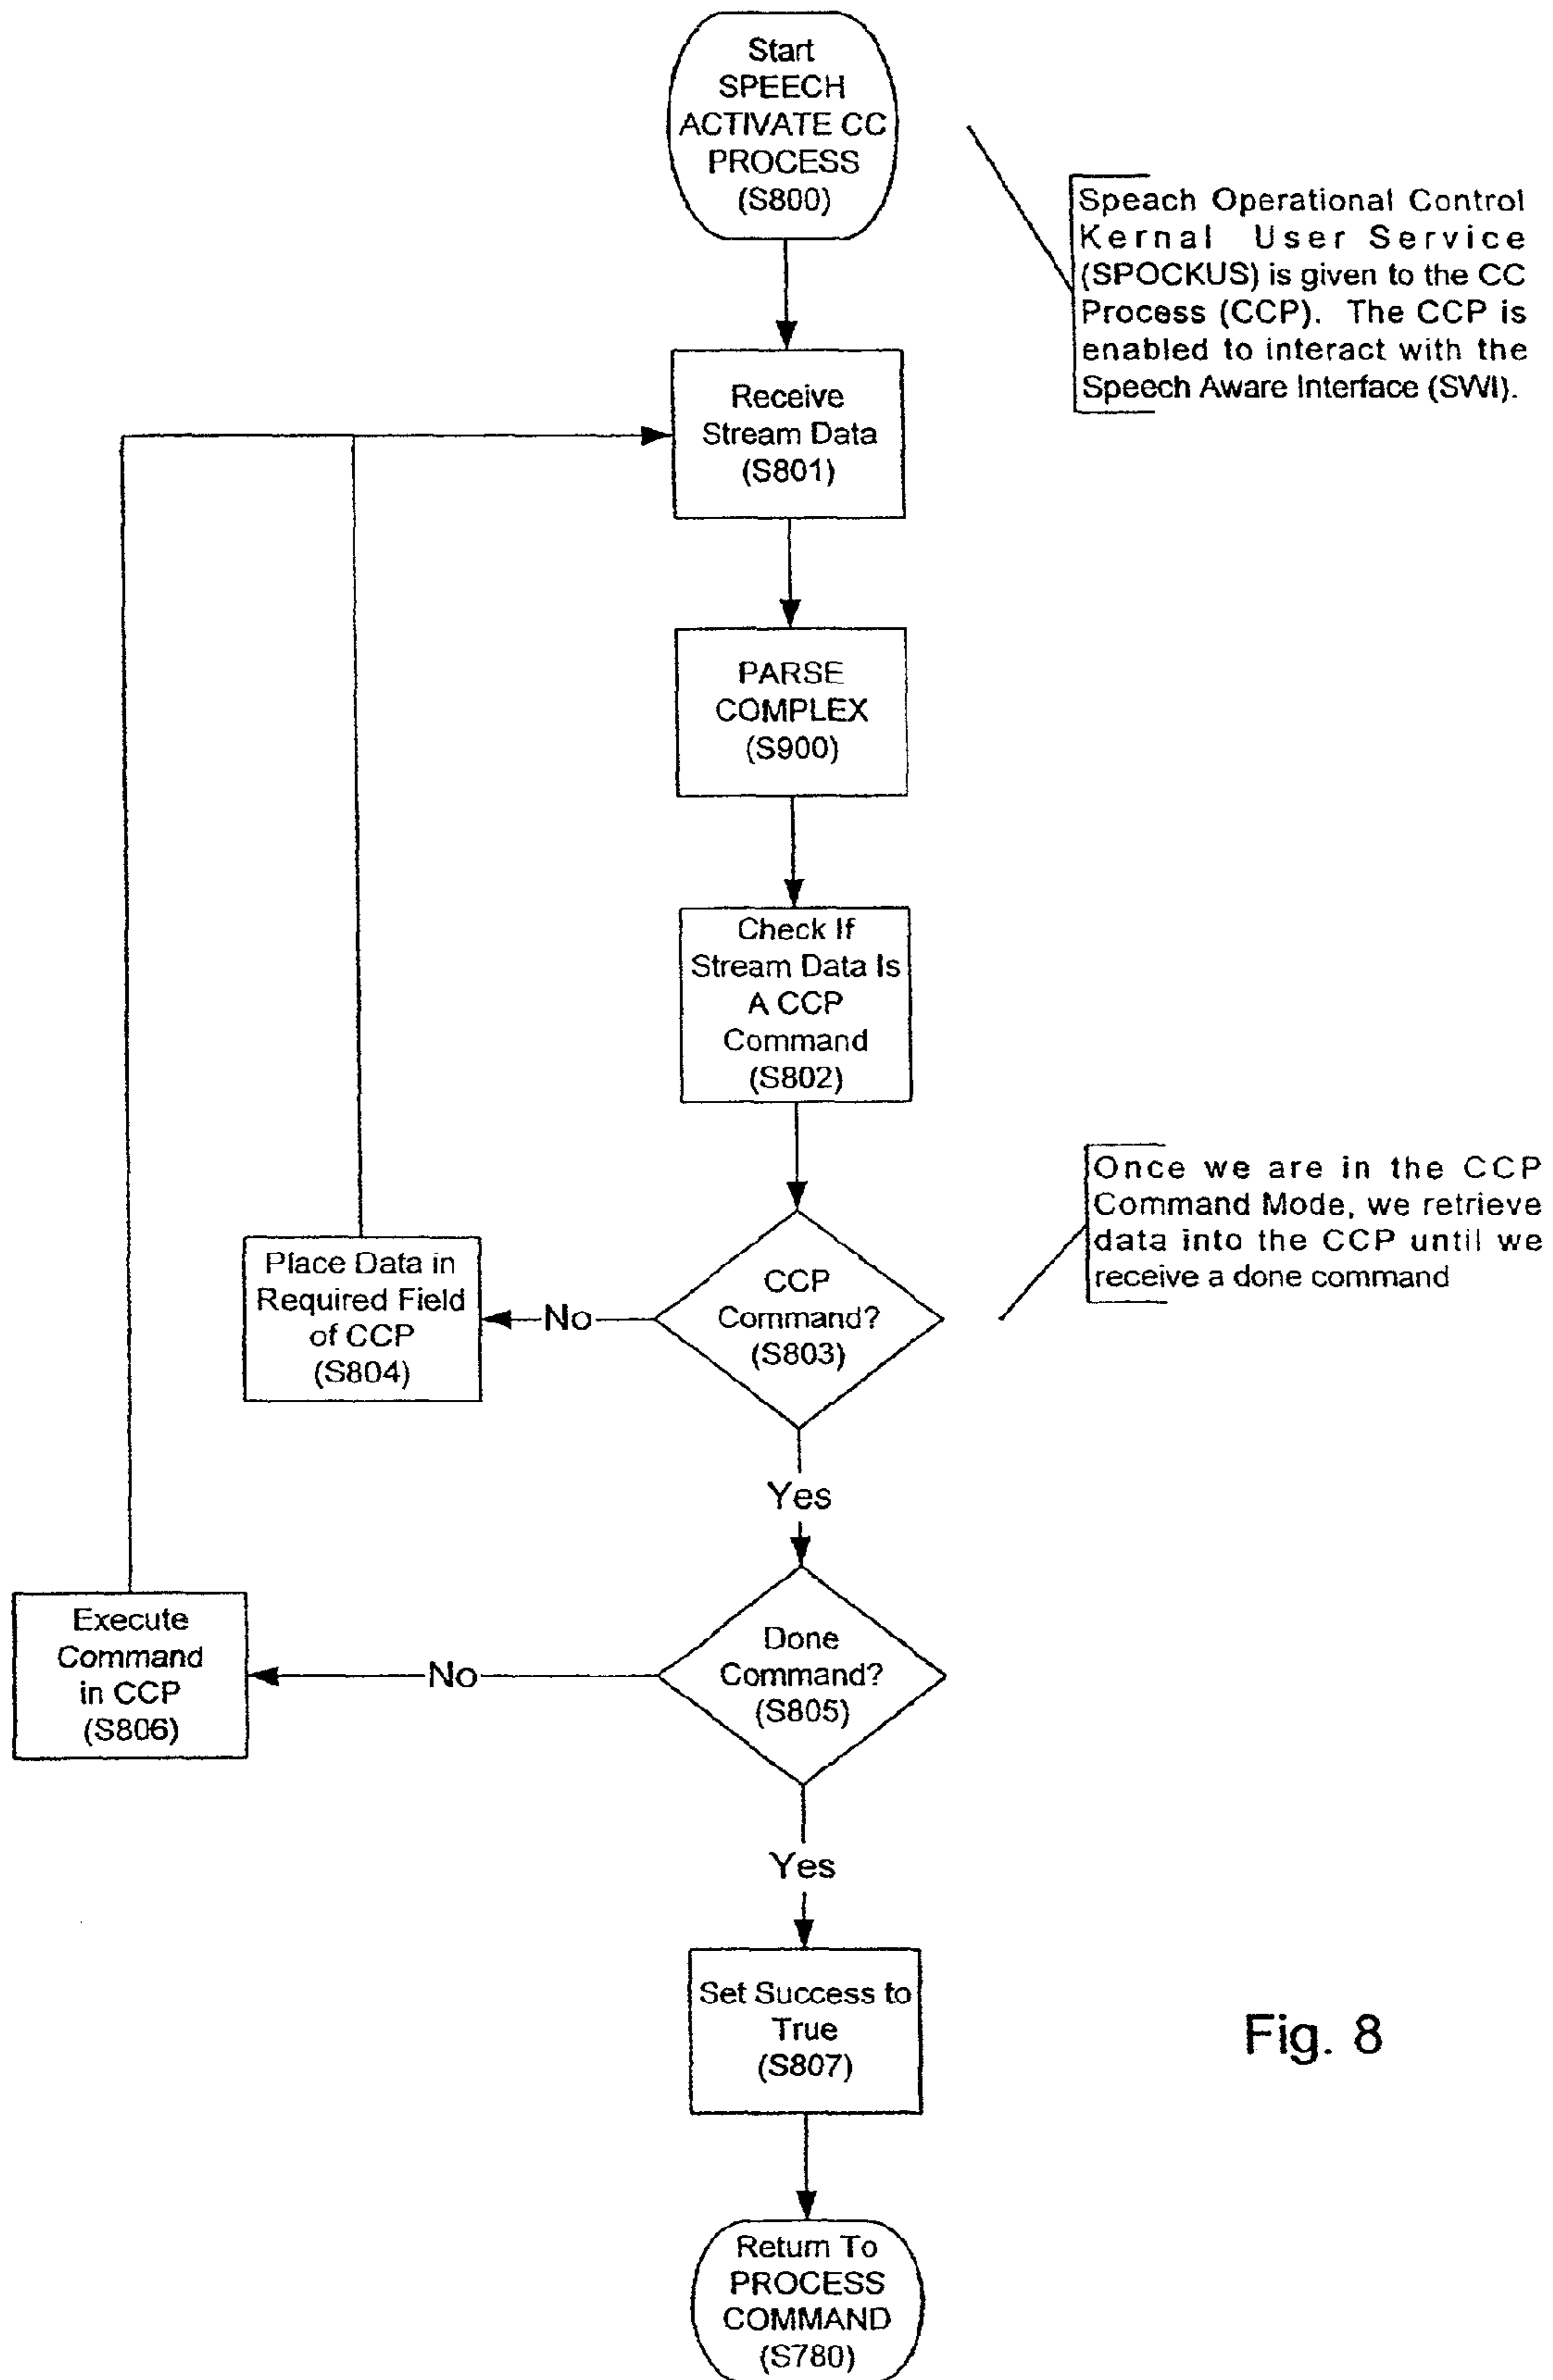 Start
SPEECH
ACTIVATE CC
PROCESS
(S800)
Speach Operational Control
Kernal User Service
(SPOCKUS) is given to the CC
Process (CCP). The CCP is
enabled to interact with the
Speech Aware Interface (SWI).
Receive
Stream Data
(S801)
PARSE
COMPLEX
(S900)
Check If
Stream Data Is
A CCP
Command
(S802)
Once we are in the CCP
Command Mode, we retrieve
data into the CCP until we
receive a done command
Place Data in
Required Field
of CCP
(S804)
No
CCP
Command?
(S803)
Yes
Execute
Command
in CCP
(S806)
No
Done
Command?
(S805)
Yes
Set Success to
True
(S807)
Fig. 8
Return To
PROCESS
COMMAND
(S780)